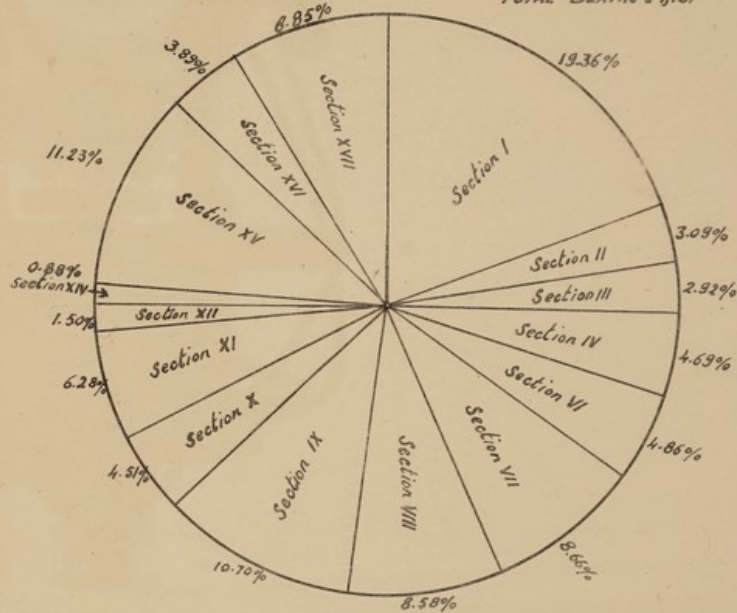 TOTAL DEATHS
19.36%
Section I
3.09%
Section II
2.92%
Section III
4.69%
Section IV
4.86%
Section VI
8.66%
Section VII
8.58%
Section VIII
10.70%
Section IX
4.51%
Section X
6.28%
Section XI
1.50%
Section XII
0.88%
Section XIV
11.23%
Section XV
3.89%
Section XVI
8.85%
Section XVII